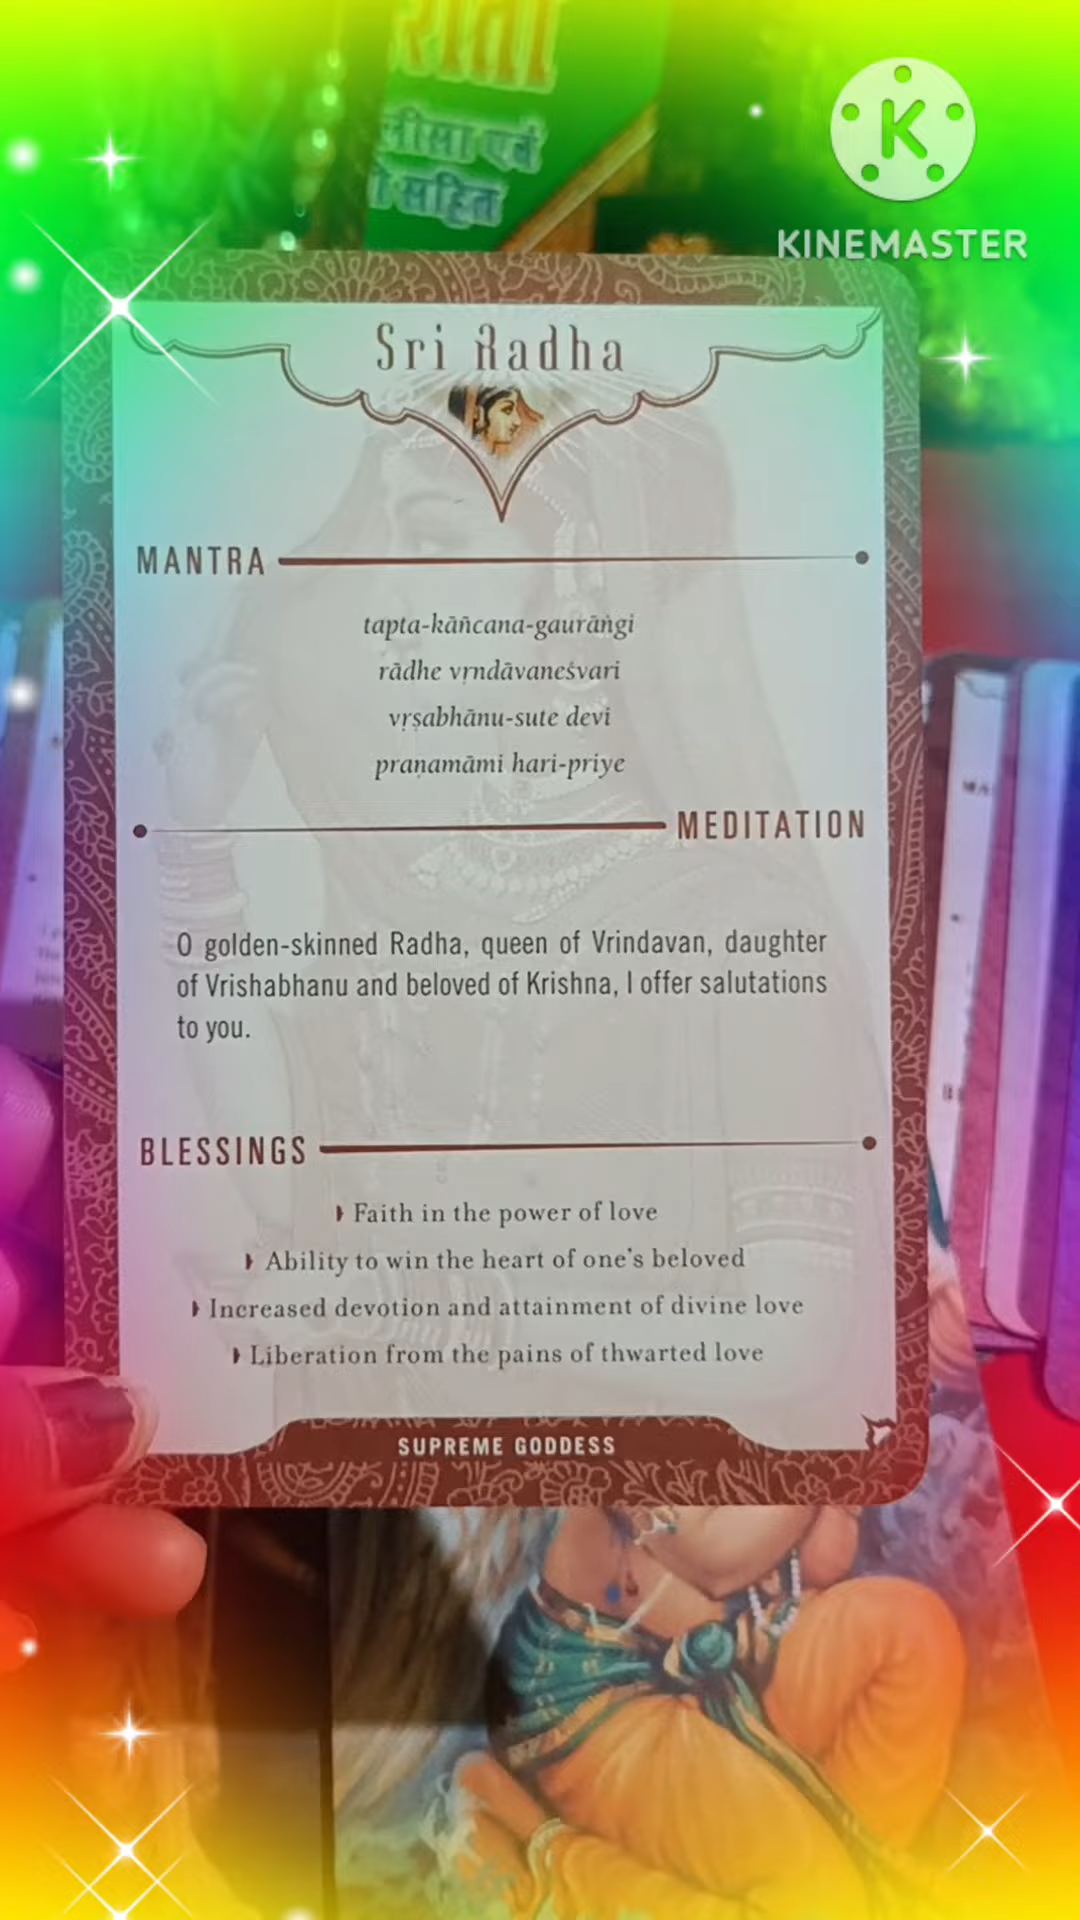 लीला एवं
सहित
KINEMASTER
Sri Radha
MANTRA
tapta-kāñcana-gaurāṅgi
rādhe vṛndāvaneśvari
vṛṣabhānu-sute devi
praṇamāmi hari-priye
MEDITATION
O golden-skinned Radha, queen of Vrindavan, daughter
of Vrishabhanu and beloved of Krishna, I offer salutations
to you.
BLESSINGS
Faith in the power of love
Ability to win the heart of one's beloved
Increased devotion and attainment of divine love
Liberation from the pains of thwarted love
SUPREME GODDESS